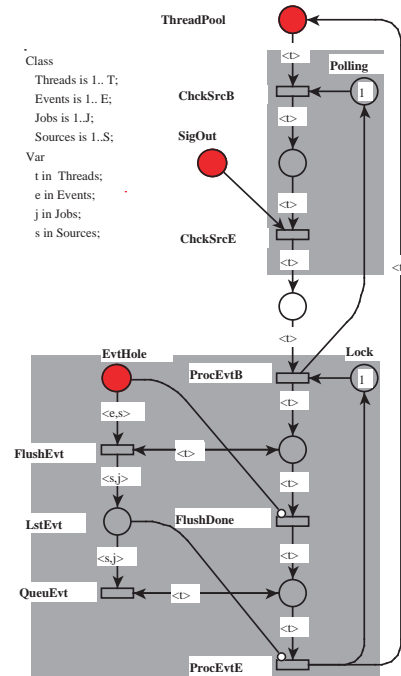 ThreadPool
<t>
Class
Threads is 1.. T;
Events is 1.. E;
Jobs is 1..J;
Sources is 1..S;
Var
t in Threads;
e in Events;
j in Jobs;
s in Sources;
Polling
ChckSrcB
1
<t>
SigOut
<t>
ChckSrcE
<t>
<t
<t>
EvtHole
Lock
ProcEvtB
1
<t>
<e,s>
FlushEvt
<t>
<s,j>
<t>
LstEvt
FlushDone
<s,j>
<t>
QueuEvt
<t>
<t>
ProcEvtE